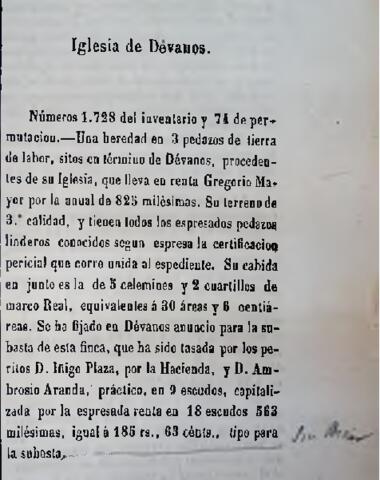 Iglesia de Dévanos.
Números 1.728 del inventario y 74 de per-
mutacion.—Una heredad en 3 pedazos de tierra
de labor, sitos en término de Dévanos, proceden-
tes de su Iglesia, que lleva en renta Gregorio Ma-
yor por la anual de 825 milésimas. Su terreno de
3.ª calidad, y tienen todos los espresados pedazos
linderos conocidos segun espresa la certificacion
pericial que corre unida al espediente. Su cabida
en junto es la de 5 celemines y 2 cuartillos de
marco Real, equivalentes á 30 áreas y 6 centiá-
reas. Se ha fijado en Dévanos anuncio para la su-
basta de esta finca, que ha sido tasada por los pe-
ritos D. Iñigo Plaza, por la Hacienda, y D. Am-
brosio Aranda, práctico, en 9 escudos, capitali-
zada por la espresada renta en 18 escudos 563
milésimas, igual á 185 rs., 63 cénts., tipo para
la subasta.